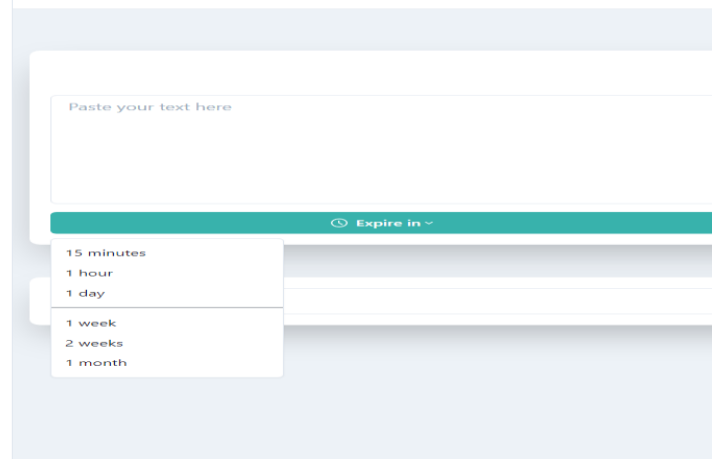 Paste your text here
Expire in
15 minutes
1 hour
1 day
1 week
2 weeks
1 month